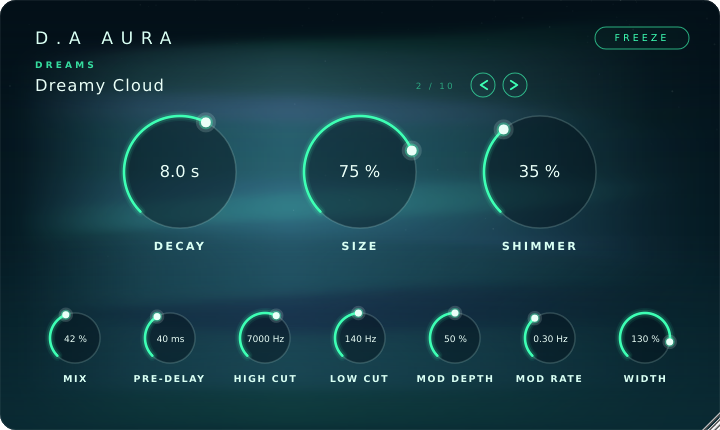 D.A AURA
FREEZE
DREAMS
Dreamy Cloud
2 / 10
8.0 s
75 %
35 %
DECAY
SIZE
SHIMMER
42 %
40 ms
7000 Hz
140 Hz
50 %
0.30 Hz
130 %
MIX
PRE-DELAY
HIGH CUT
LOW CUT
MOD DEPTH
MOD RATE
WIDTH